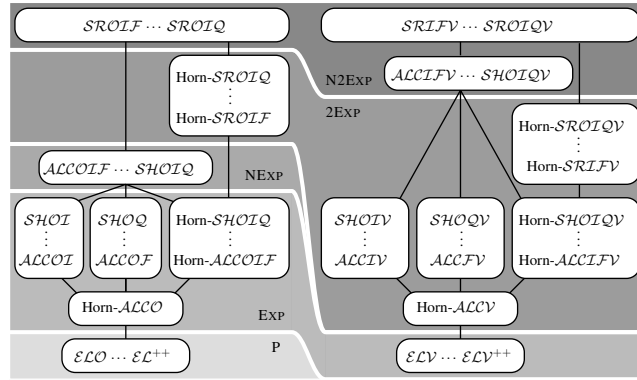 SROIF ⋯ SROIQ
SRIFV ⋯ SROIQV
Horn-SROIQ
⋮
Horn-SROIF
N2EXP
ALCIFV ⋯ SHOIQV
2EXP
Horn-SROIQV
⋮
Horn-SRIFV
ALCOIF ⋯ SHOIQ
NEXP
SHOI
⋮
ALCOI
SHOQ
⋮
ALCOF
Horn-SHOIQ
⋮
Horn-ALCOIF
SHOIV
⋮
ALCIV
SHOQV
⋮
ALCFV
Horn-SHOIQV
⋮
Horn-ALCIFV
Horn-ALCO
Horn-ALCV
EXP
P
ELO ⋯ EL++
ELV ⋯ ELV++